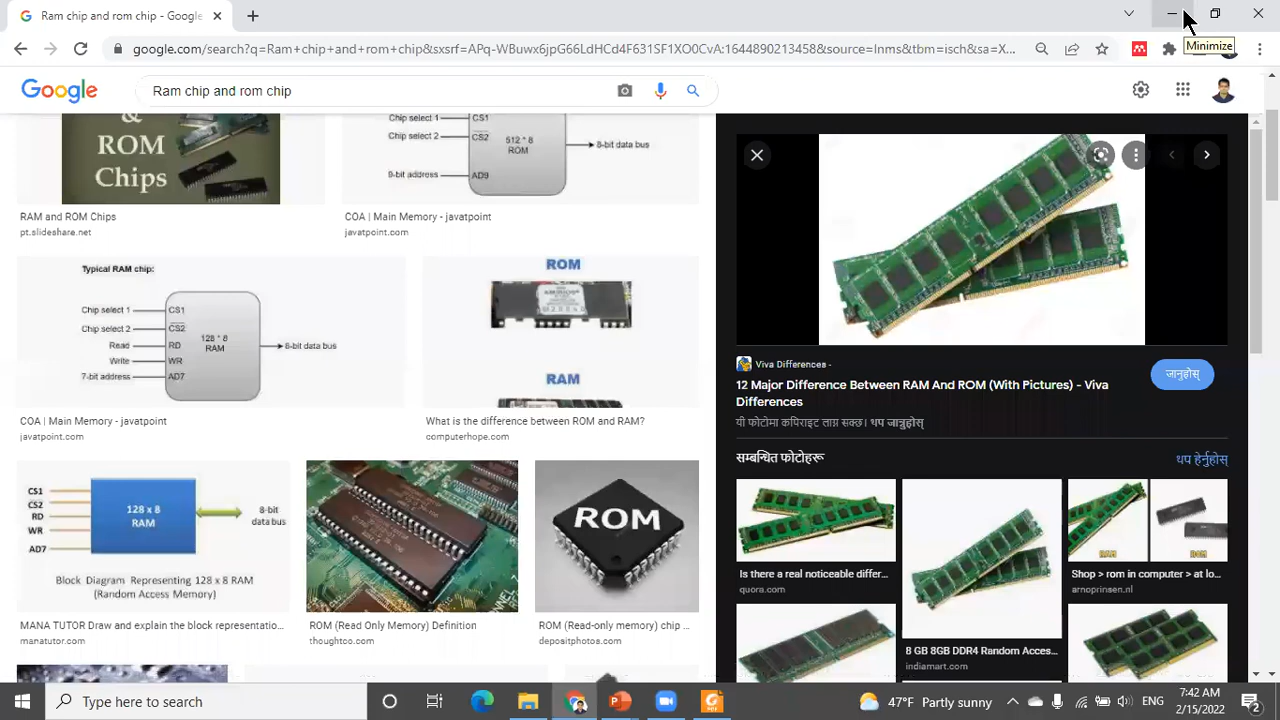 Ram chip and rom chip - Google
Minimize
google.com/search?q=Ram+chip+and+rom+chip&sxsrf=APq-WBuwx6jpG66LdHCd4F631SF1XO0CvA:1644890213458&source=lnms&tbm=isch&sa=X...
Google
Ram chip and rom chip
&
ROM
Chips
Chip select 1 CS1
Chip select 2 CS2
512 * 8
ROM
8-bit data bus
9-bit address AD9
RAM and ROM Chips
pt.slideshare.net
COA | Main Memory - javatpoint
javatpoint.com
Typical RAM chip:
Chip select 1 CS1
Chip select 2 CS2
Read RD
Write WR
7-bit address AD7
128 * 8
RAM
8-bit data bus
ROM
RAM
COA | Main Memory - javatpoint
javatpoint.com
What is the difference between ROM and RAM?
computerhope.com
CS1
CS2
RD
WR
AD7
128 x 8
RAM
8-bit
data bus
Block Diagram Representing 128 x 8 RAM
(Random Access Memory)
ROM
MANA TUTOR Draw and explain the block representatio...
manatutor.com
ROM (Read Only Memory) Definition
thoughtco.com
ROM (Read-only memory) chip ...
depositphotos.com
Viva Differences -
12 Major Difference Between RAM And ROM (With Pictures) - Viva
Differences
जानुहोस्
यी फोटोमा कपिराइट लाग्न सक्छ। थप जान्नुहोस्
सम्बन्धित फोटोहरू
थप हेर्नुहोस्
RAM
ROM
Is there a real noticeable differ...
quora.com
8 GB 8GB DDR4 Random Acces...
indiamart.com
Shop > rom in computer > at lo...
arnoprinsen.nl
Type here to search
47°F Partly sunny
ENG
7:42 AM
2/15/2022
2